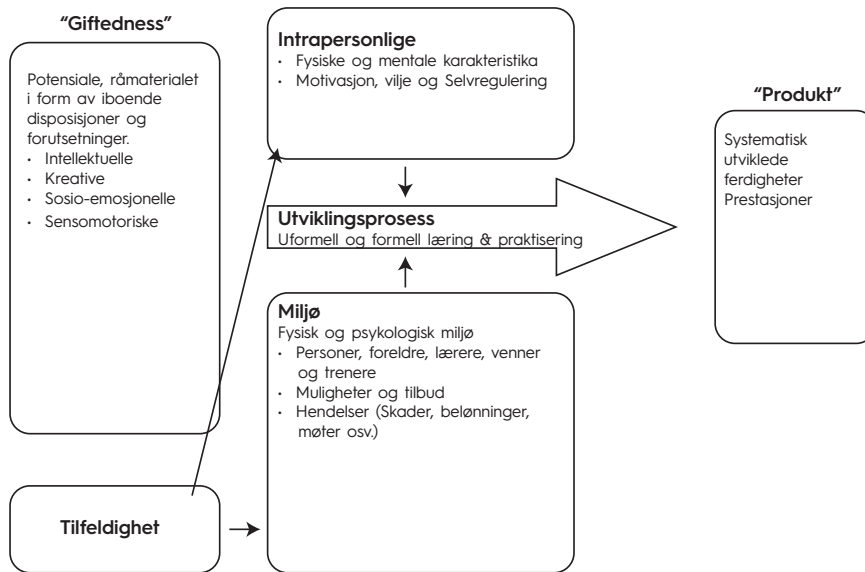 “Giftedness”
Potensiale, råmaterialet
i form av iboende
disposisjoner og
forutsetninger.
· Intellektuelle
· Kreative
· Sosio-emosjonelle
· Sensomotoriske
Tilfeldighet
Intrapersonlige
· Fysiske og mentale karakteristika
· Motivasjon, vilje og Selvregulering
Utviklingsprosess
Uformell og formell læring & praktisering
Miljø
Fysisk og psykologisk miljø
· Personer, foreldre, lærere, venner
og trenere
· Muligheter og tilbud
· Hendelser (Skader, belønninger,
møter osv.)
“Produkt”
Systematisk
utviklede
ferdigheter
Prestasjoner